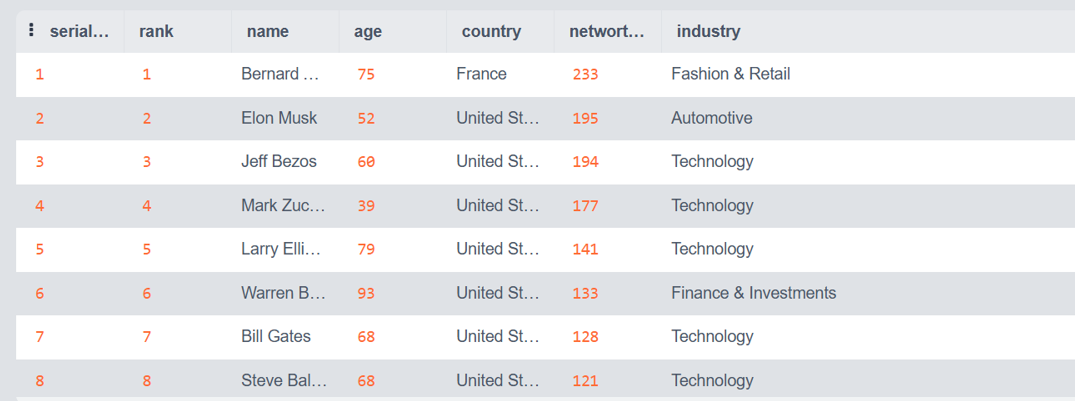 serial… rank name age country networt… industry
1 1 Bernard … 75 France 233 Fashion & Retail
2 2 Elon Musk 52 United St… 195 Automotive
3 3 Jeff Bezos 60 United St… 194 Technology
4 4 Mark Zuc… 39 United St… 177 Technology
5 5 Larry Elli… 79 United St… 141 Technology
6 6 Warren B… 93 United St… 133 Finance & Investments
7 7 Bill Gates 68 United St… 128 Technology
8 8 Steve Bal… 68 United St… 121 Technology